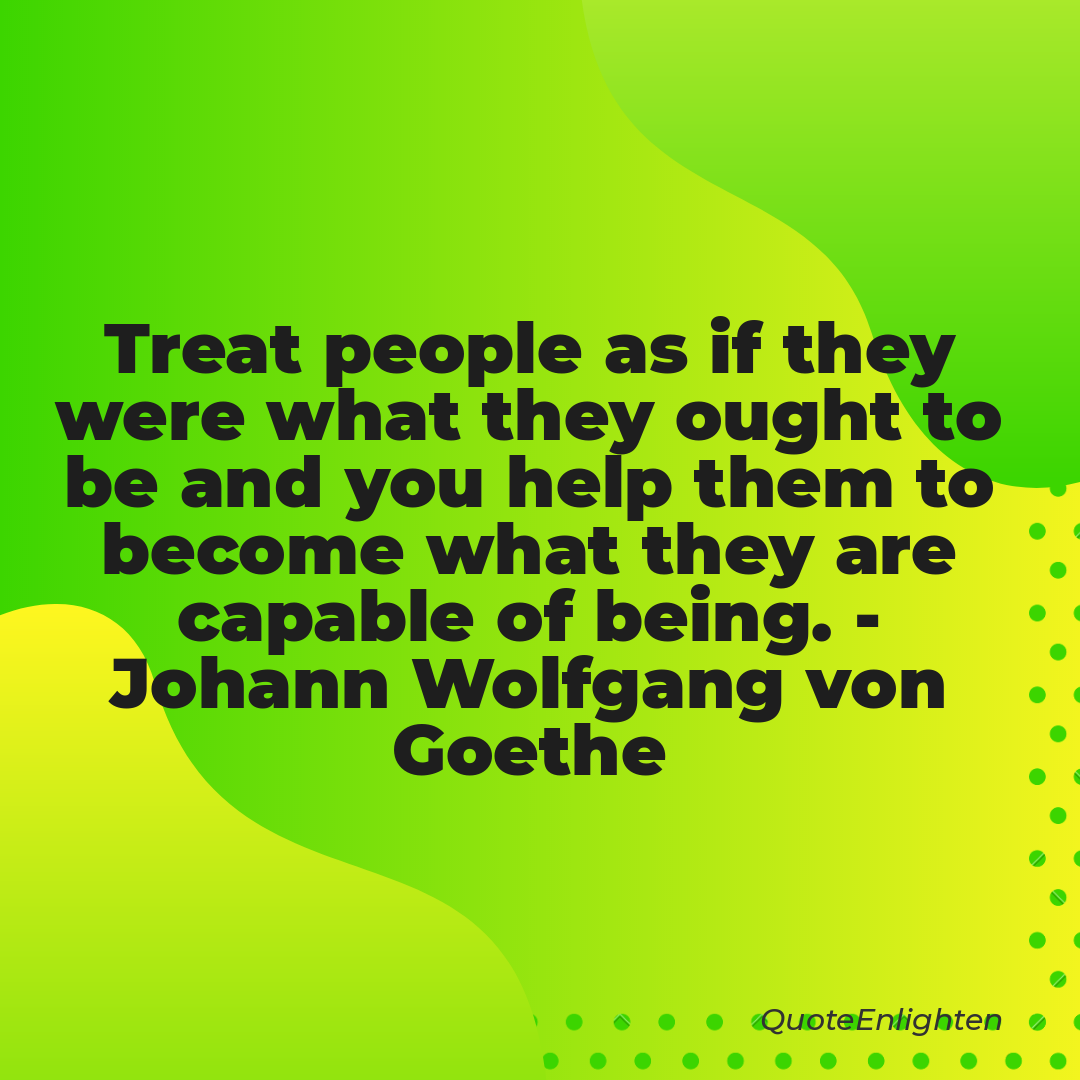 Treat people as if they
were what they ought to
be and you help them to
become what they are
capable of being. -
Johann Wolfgang von
Goethe
QuoteEnlighten